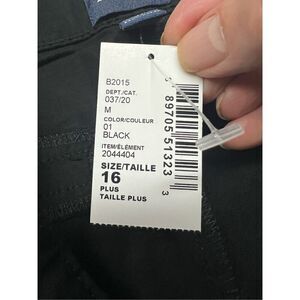 B2015
DEPT./CAT.
037/20
M
COLOR/COULEUR
01
BLACK
ITEM/ÉLÉMENT
2044404
SIZE/TAILLE
16
PLUS
TAILLE PLUS
89705 51323 3